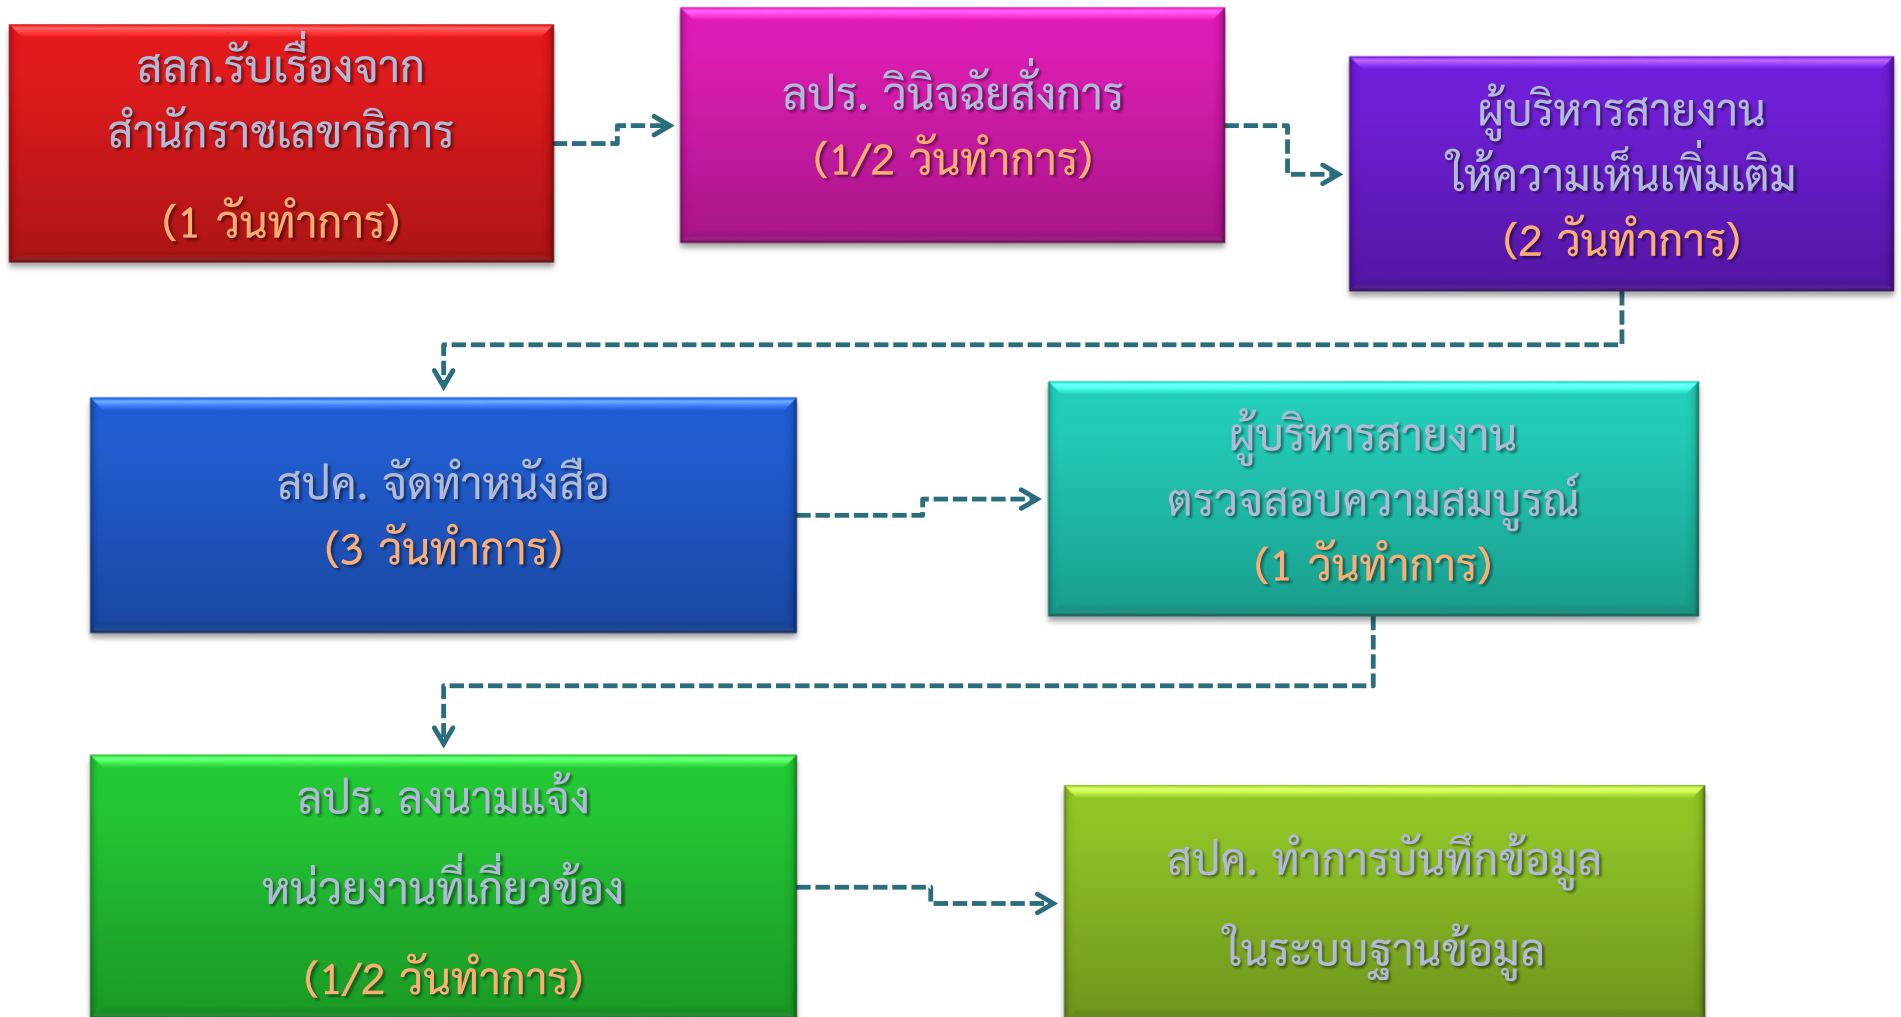 สลก.รับเรื่องจาก
สำนักราชเลขาธิการ
(1 วันทำการ)
ลปร. วินิจฉัยสั่งการ
(1/2 วันทำการ)
ผู้บริหารสายงาน
ให้ความเห็นเพิ่มเติม
(2 วันทำการ)
สปค. จัดทำหนังสือ
(3 วันทำการ)
ผู้บริหารสายงาน
ตรวจสอบความสมบูรณ์
(1 วันทำการ)
ลปร. ลงนามแจ้ง
หน่วยงานที่เกี่ยวข้อง
(1/2 วันทำการ)
สปค. ทำการบันทึกข้อมูล
ในระบบฐานข้อมูล